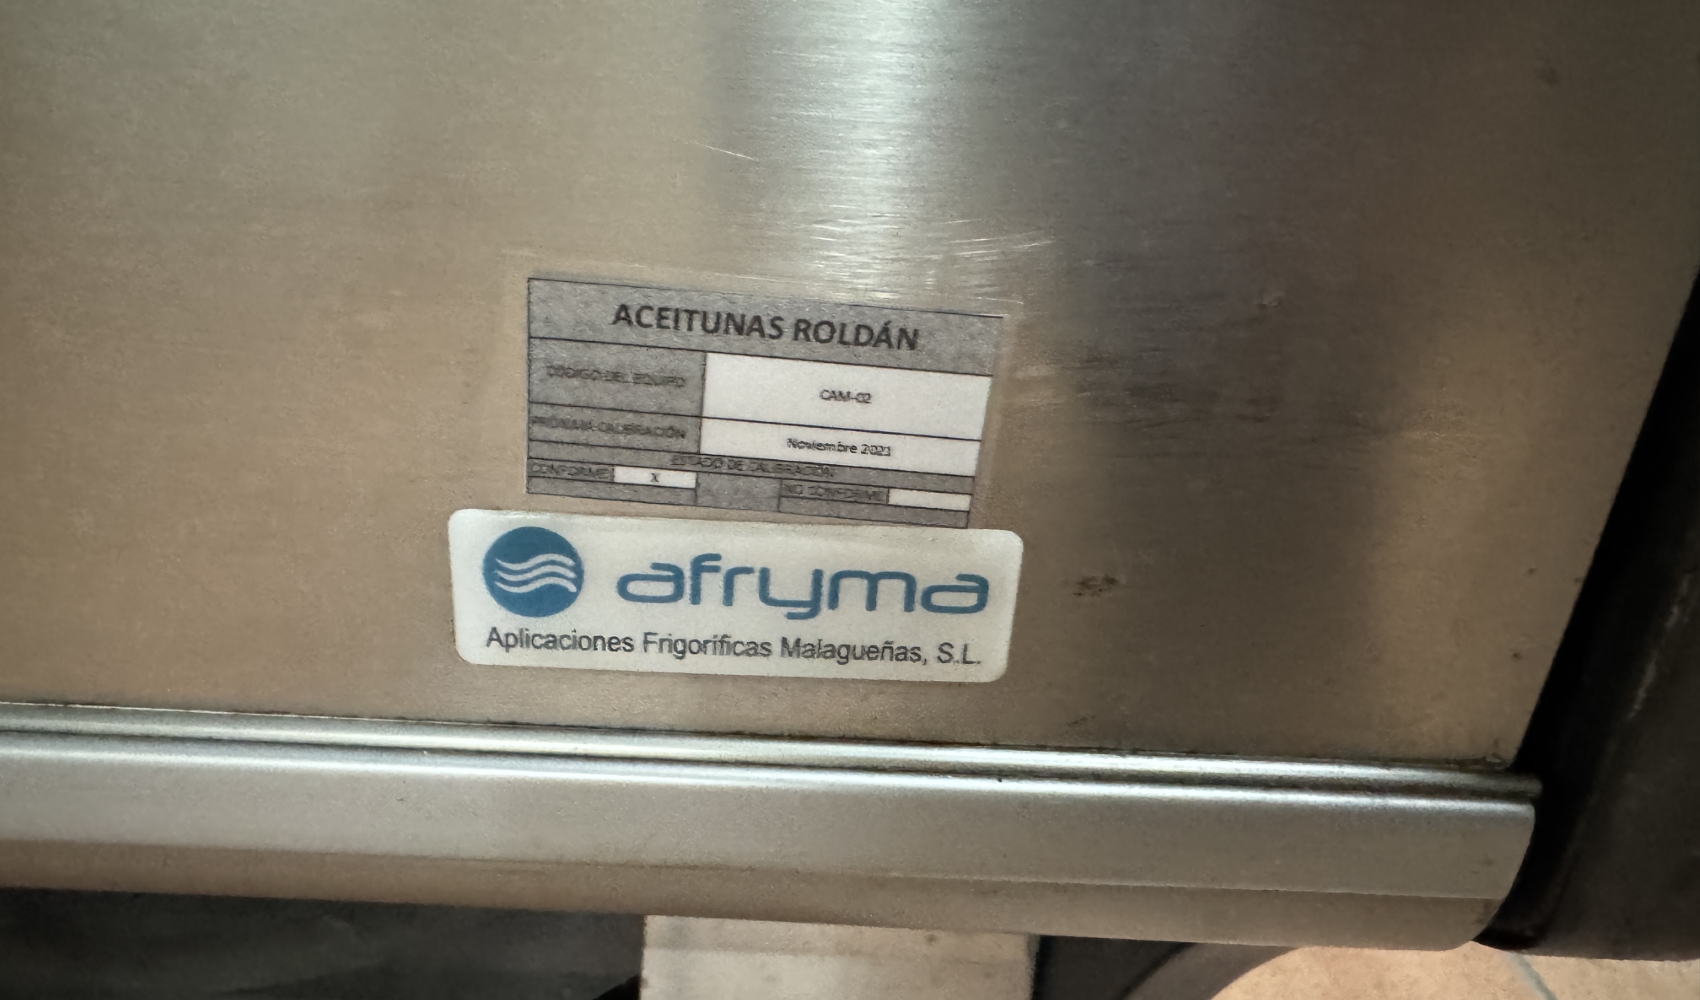 ACEITUNAS ROLDÁN
CÓDIGO DEL EQUIPO
CAM-02
PRÓXIMA CALIBRACIÓN
Noviembre 2021
ESTADO DE CALIBRACIÓN
CONFORME X NO CONFORME
afryma
Aplicaciones Frigoríficas Malagueñas, S.L.